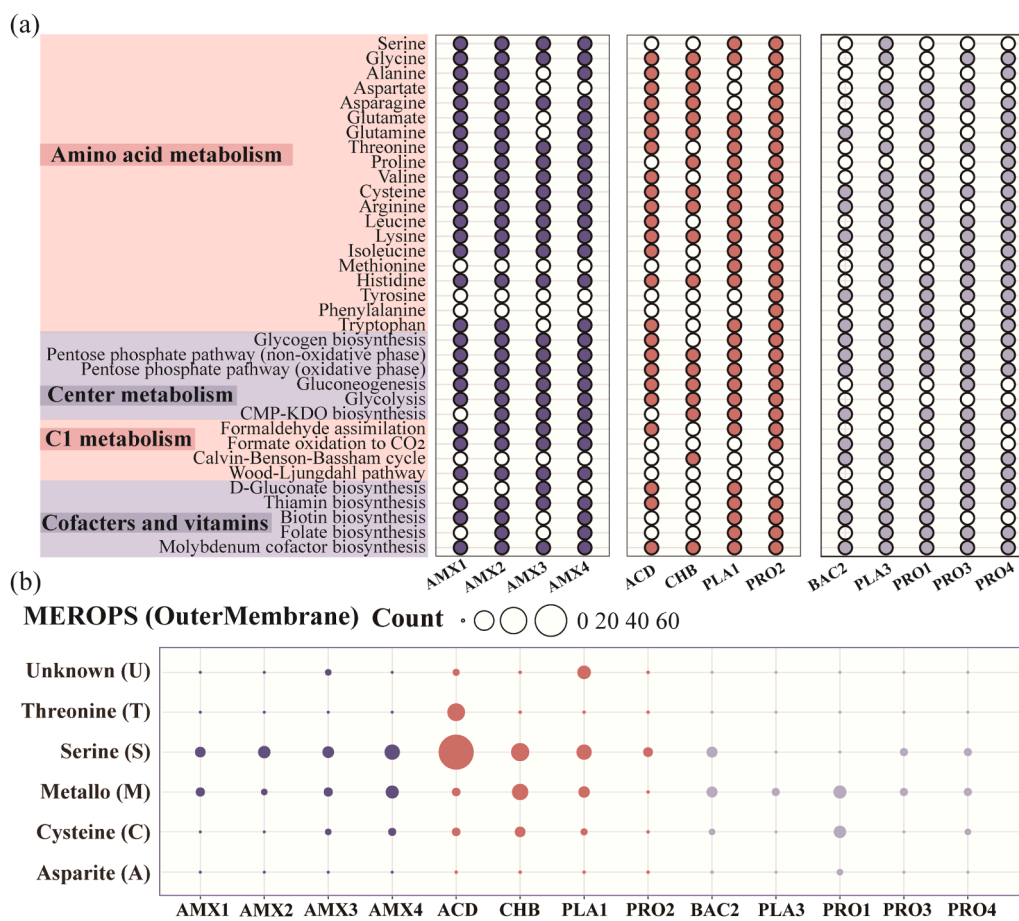 (a)
Serine
Glycine
Alanine
Aspartate
Asparagine
Glutamate
Glutamine
Threonine
Amino acid metabolism
Proline
Valine
Cysteine
Arginine
Leucine
Lysine
Isoleucine
Methionine
Histidine
Tyrosine
Phenylalanine
Tryptophan
Glycogen biosynthesis
Pentose phosphate pathway (non-oxidative phase)
Pentose phosphate pathway (oxidative phase)
Gluconeogenesis
Center metabolism
Glycolysis
CMP-KDO biosynthesis
Formaldehyde assimilation
C1 metabolism
Formate oxidation to CO2
Calvin-Benson-Bassham cycle
Wood-Ljungdahl pathway
D-Gluconate biosynthesis
Thiamin biosynthesis
Cofacters and vitamins
Biotin biosynthesis
Folate biosynthesis
Molybdenum cofactor biosynthesis
AMX1 AMX2 AMX3 AMX4 ACD CHB PLA1 PRO2 BAC2 PLA3 PRO1 PRO3 PRO4
(b)
MEROPS (OuterMembrane) Count 0 20 40 60
Unknown (U)
Threonine (T)
Serine (S)
Metallo (M)
Cysteine (C)
Asparite (A)
AMX1 AMX2 AMX3 AMX4 ACD CHB PLA1 PRO2 BAC2 PLA3 PRO1 PRO3 PRO4